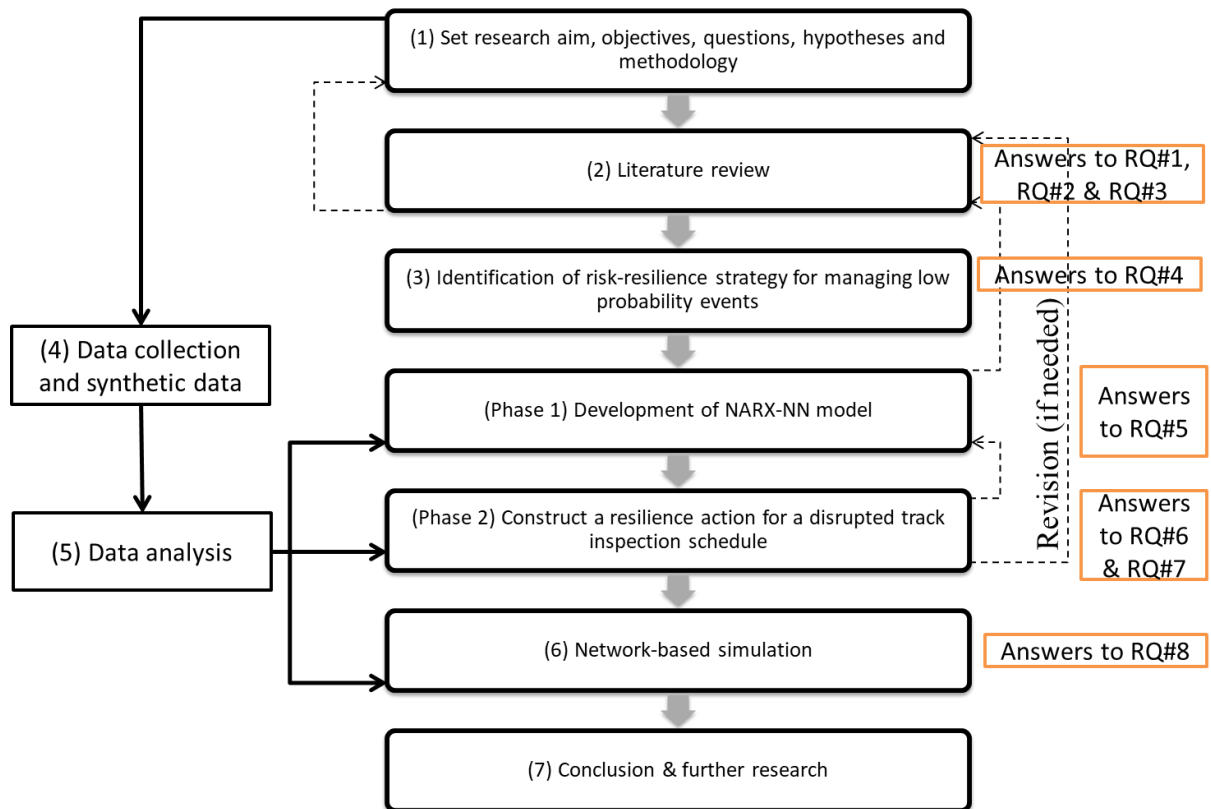 (1) Set research aim, objectives, questions, hypotheses and
methodology
(2) Literature review
Answers to RQ#1,
RQ#2 & RQ#3
(3) Identification of risk-resilience strategy for managing low
probability events
Answers to RQ#4
(4) Data collection
and synthetic data
(Phase 1) Development of NARX-NN model
Answers
to RQ#5
Revision (if needed)
(5) Data analysis
(Phase 2) Construct a resilience action for a disrupted track
inspection schedule
Answers
to RQ#6
& RQ#7
(6) Network-based simulation
Answers to RQ#8
(7) Conclusion & further research